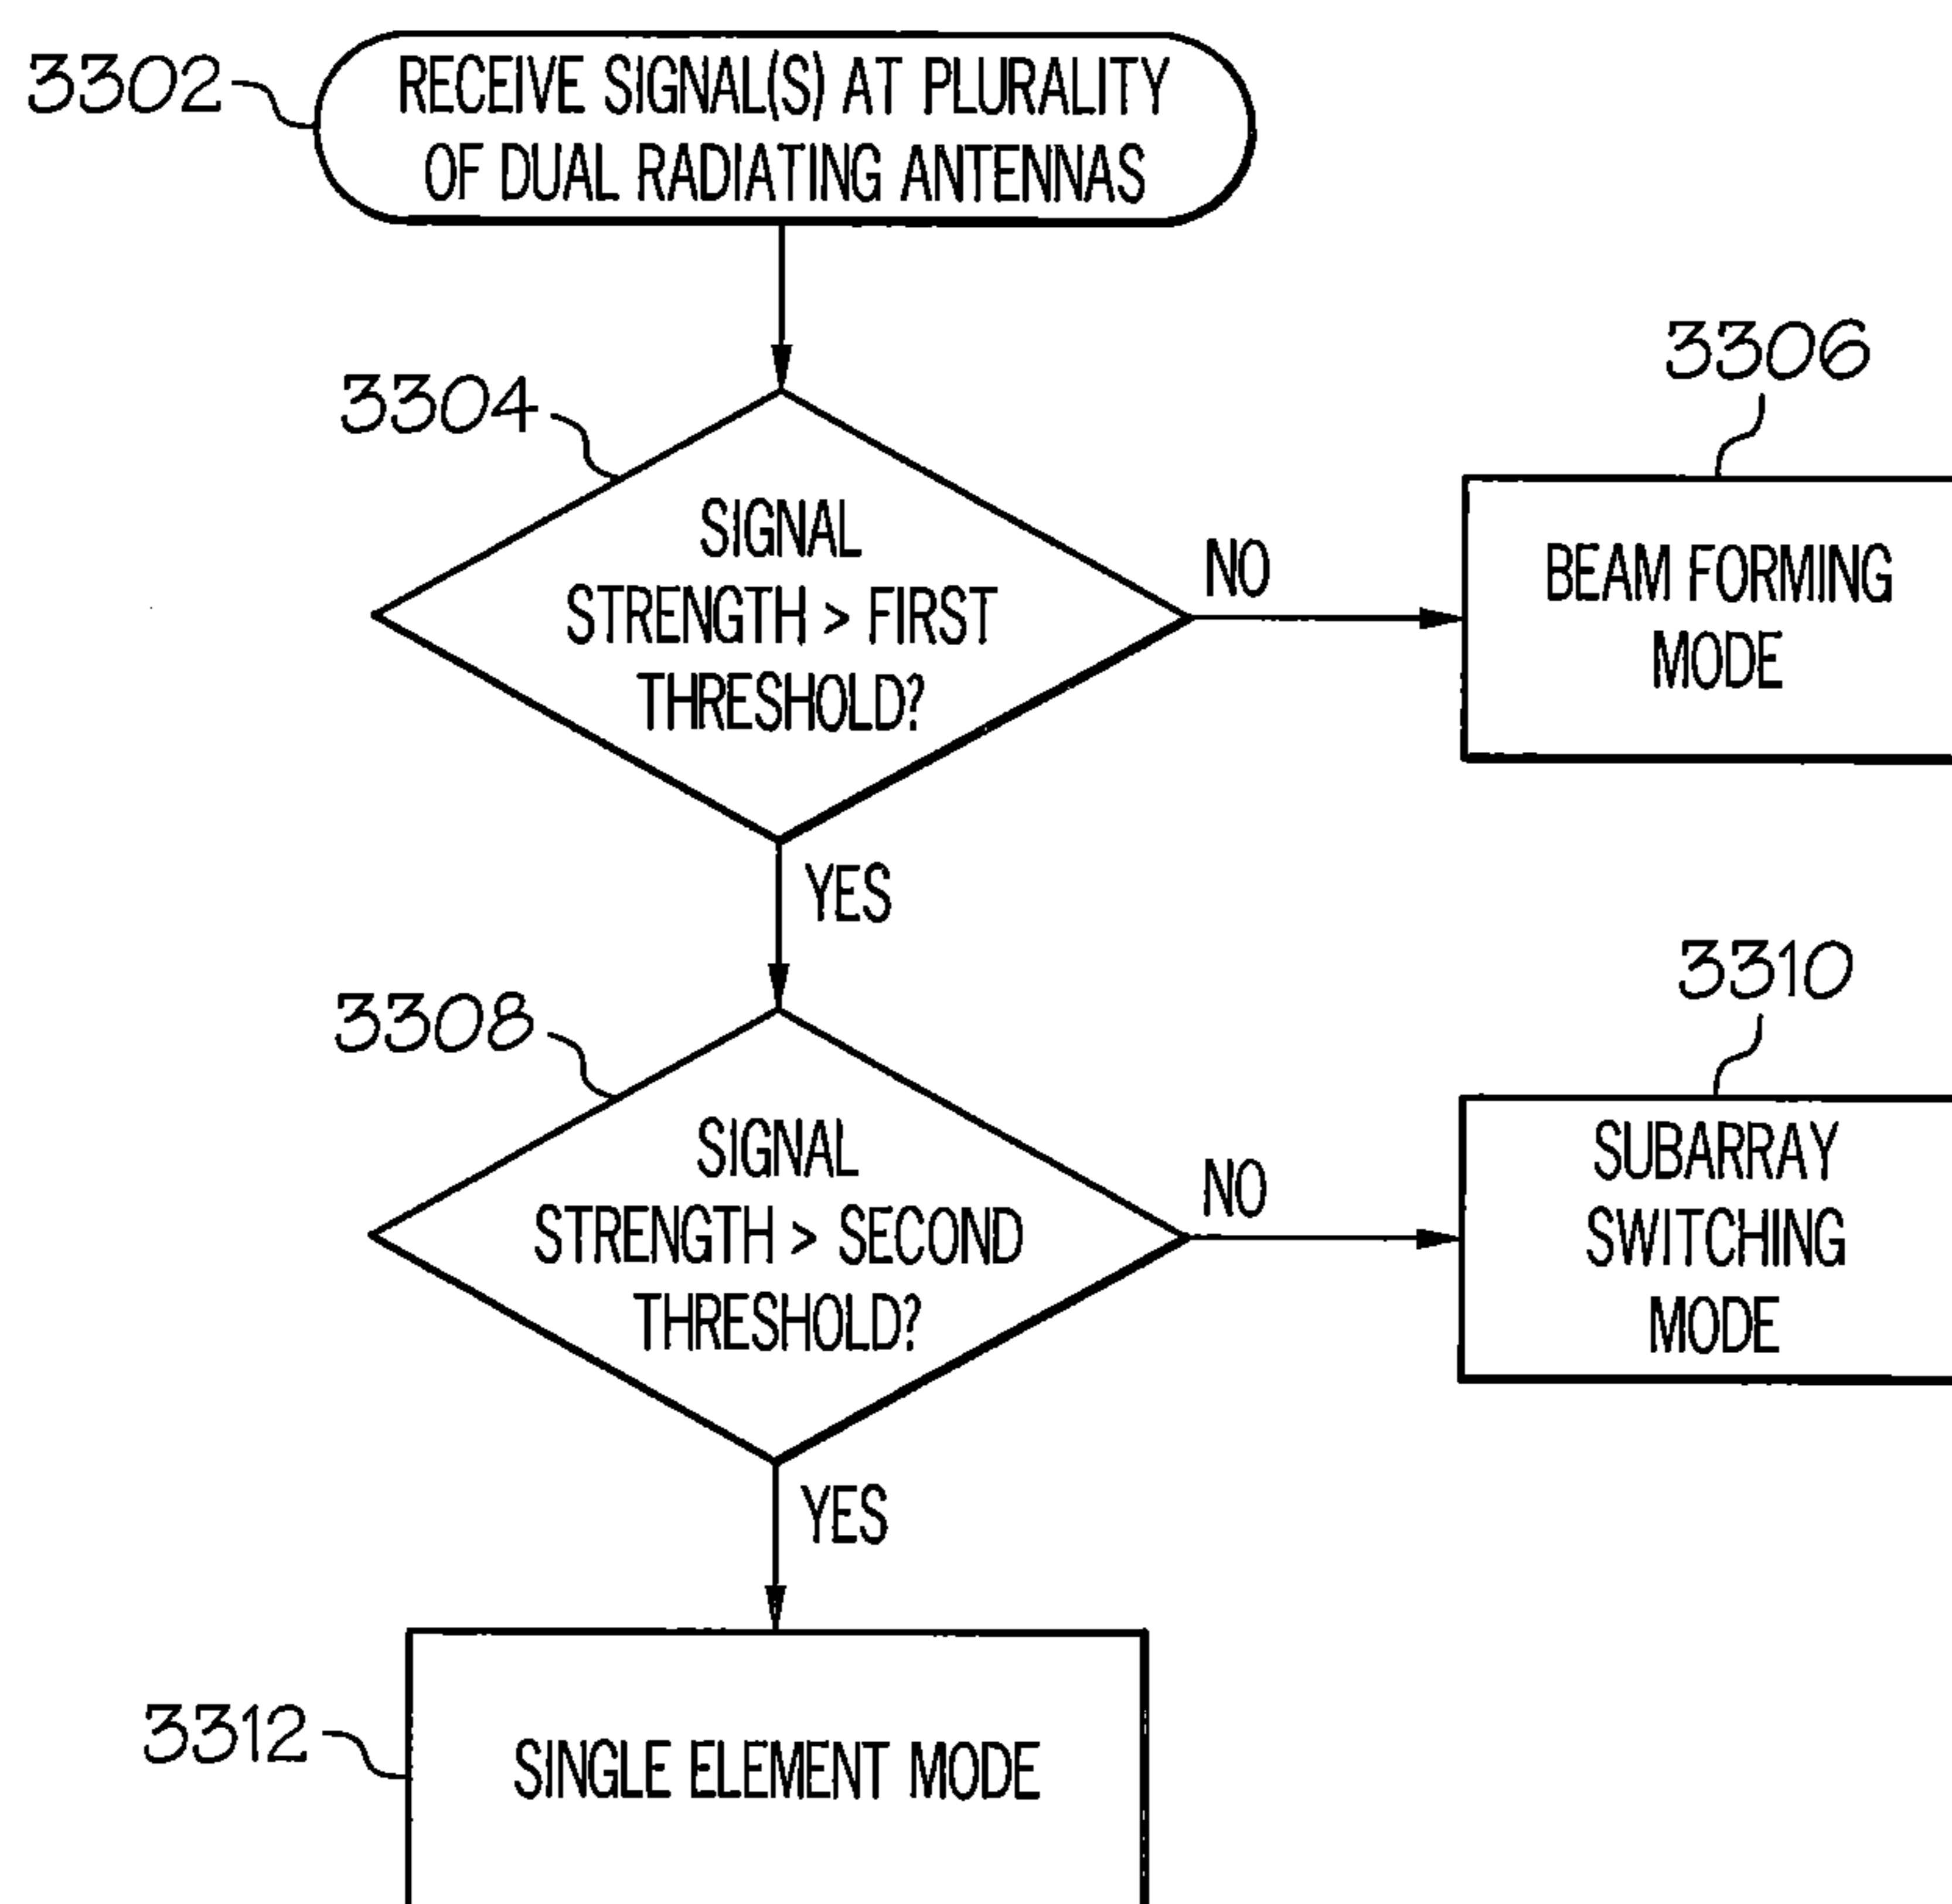 3302
RECEIVE SIGNAL(S) AT PLURALITY
OF DUAL RADIATING ANTENNAS
3304
SIGNAL
STRENGTH > FIRST
THRESHOLD?
NO
3306
BEAM FORMING
MODE
YES
3308
SIGNAL
STRENGTH > SECOND
THRESHOLD?
NO
3310
SUBARRAY
SWITCHING
MODE
YES
3312
SINGLE ELEMENT MODE